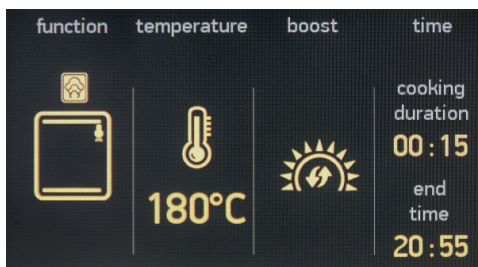 function temperature boost time
cooking
duration
00:15
end
time
180°C
20:55